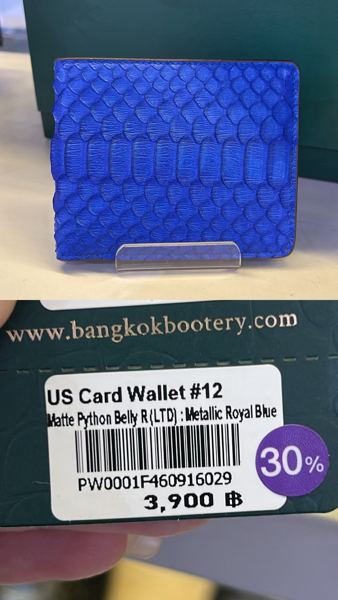 www.bangkokbootery.com
US Card Wallet #12
Matte Python Belly R (LTD) : Metallic Royal Blue
PW0001F460916029
3,900 ฿
30%